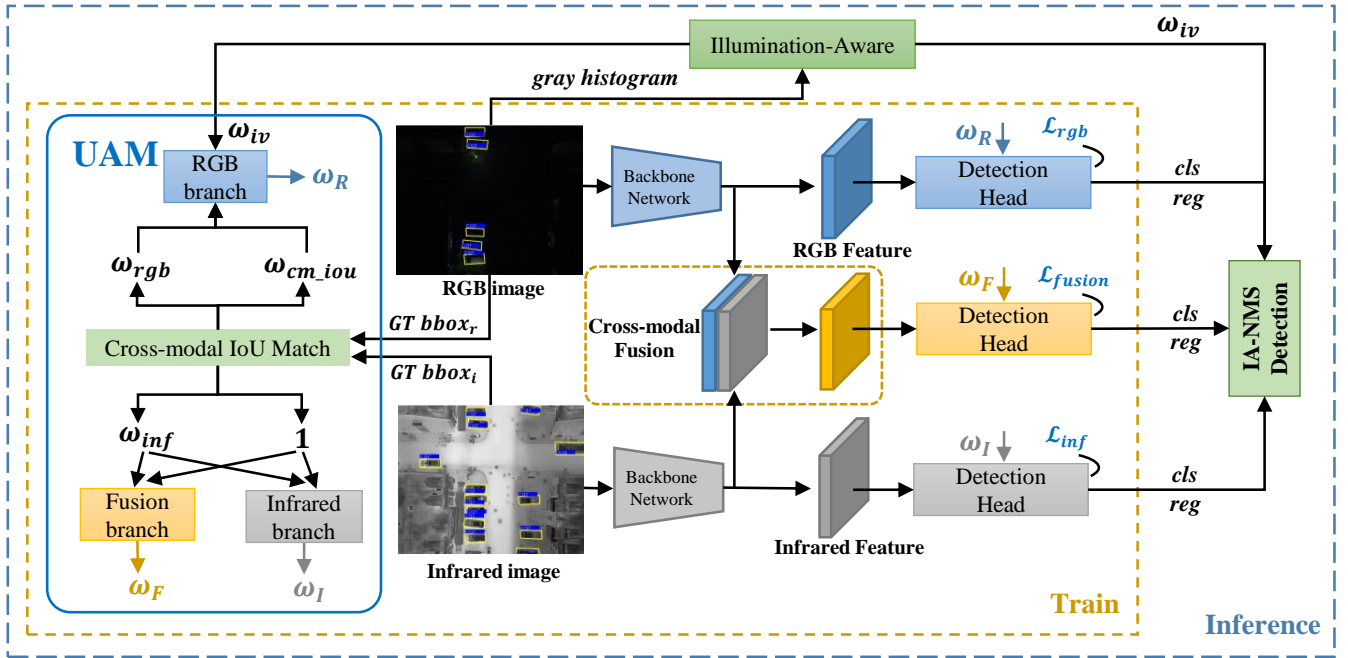 Illumination-Aware
ω_iv
gray histogram
ω_iv
UAM
RGB
branch
ω_R
ω_rgb
ω_cm_iou
Cross-modal IoU Match
GT bbox_r
GT bbox_i
ω_inf
1
Fusion
branch
Infrared
branch
ω_F
ω_I
RGB image
Infrared image
Backbone
Network
RGB Feature
ω_R
ℒ_rgb
Detection
Head
cls
reg
Cross-modal
Fusion
ω_F
ℒ_fusion
Detection
Head
cls
reg
Backbone
Network
Infrared Feature
ω_I
ℒ_inf
Detection
Head
cls
reg
IA-NMS
Detection
Train
Inference